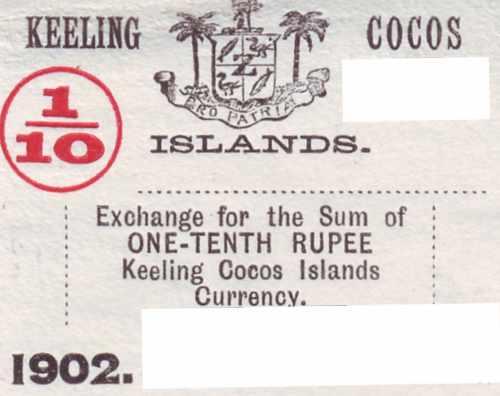 KEELING COCOS
PRO PATRIA
ISLANDS.
1/10
Exchange for the Sum of
ONE-TENTH RUPEE
Keeling Cocos Islands
Currency.
1902.